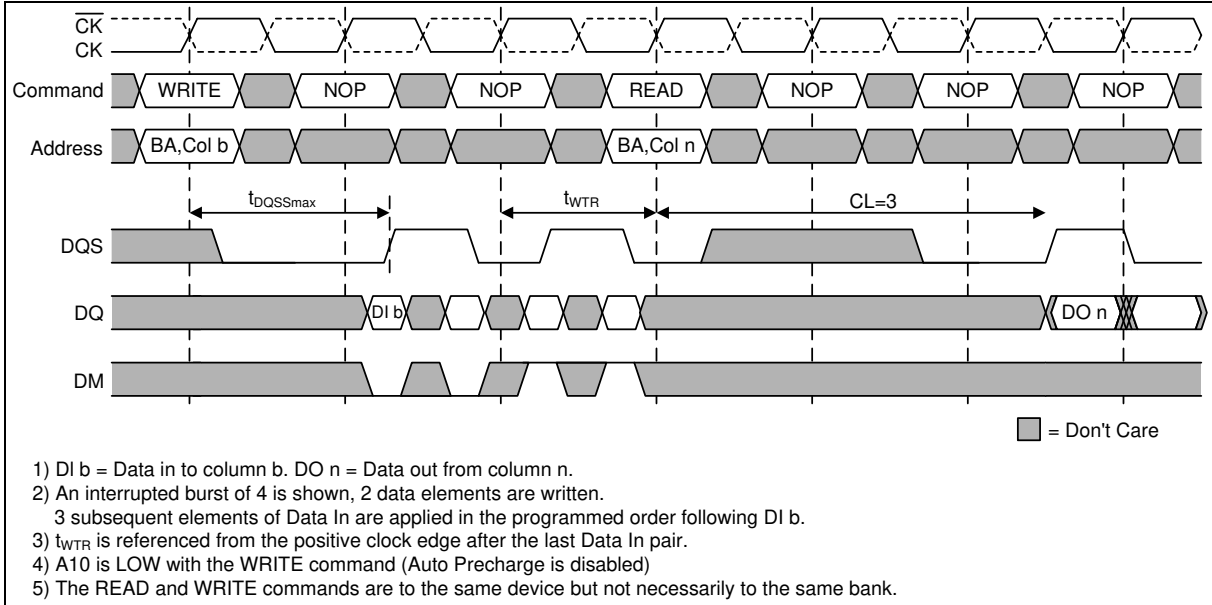 CK
CK
Command WRITE NOP NOP READ NOP NOP NOP
Address BA,Col b BA,Col n
tDQSSmax tWTR CL=3
DQS
DQ DI b DO n
DM
= Don't Care
1) DI b = Data in to column b. DO n = Data out from column n.
2) An interrupted burst of 4 is shown, 2 data elements are written.
3 subsequent elements of Data In are applied in the programmed order following DI b.
3) tWTR is referenced from the positive clock edge after the last Data In pair.
4) A10 is LOW with the WRITE command (Auto Precharge is disabled)
5) The READ and WRITE commands are to the same device but not necessarily to the same bank.